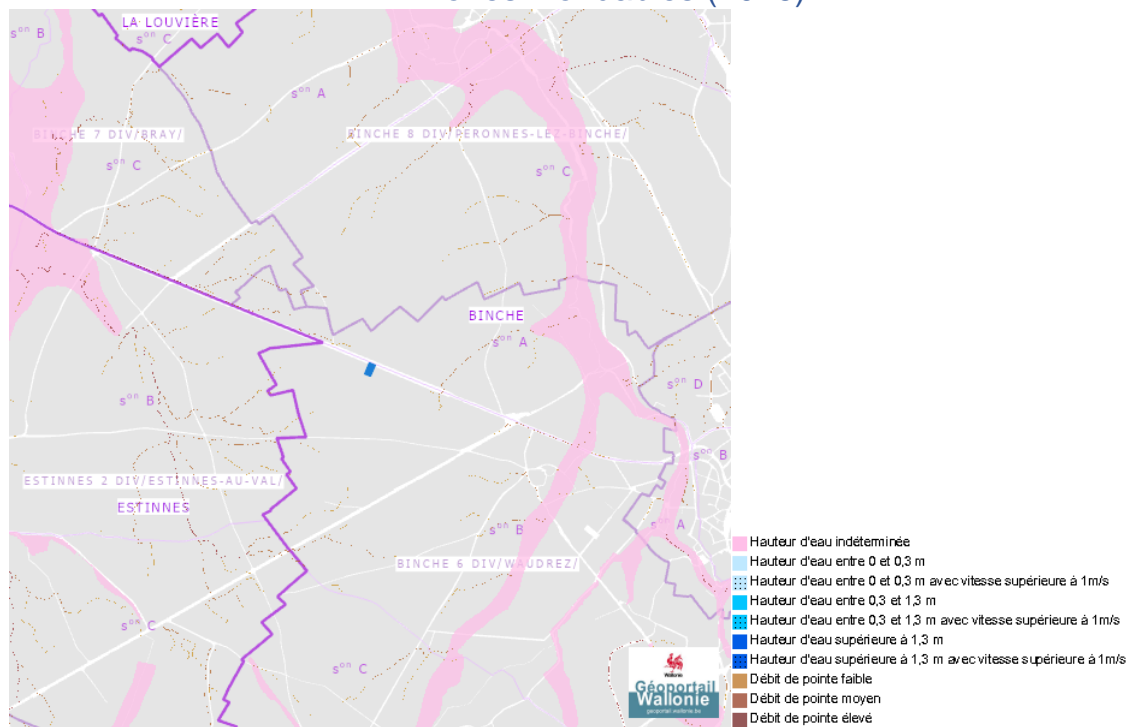 LA LOUVIÈRE
sᵒⁿ B
sᵒⁿ C
sᵒⁿ A
BINCHE 7 DIV/BRAY/
BINCHE 8 DIV/PERONNES-LEZ-BINCHE/
sᵒⁿ C
sᵒⁿ C
BINCHE
sᵒⁿ A
sᵒⁿ D
sᵒⁿ B
sᵒⁿ B
ESTINNES 2 DIV/ESTINNES-AU-VAL/
ESTINNES
sᵒⁿ A
sᵒⁿ B
BINCHE 6 DIV/WAUDREZ/
sᵒⁿ C
sᵒⁿ C
Wallonie
Géoportail
Wallonie
geoportail.wallonie.be
Hauteur d'eau indéterminée
Hauteur d'eau entre 0 et 0,3 m
Hauteur d'eau entre 0 et 0,3 m avec vitesse supérieure à 1m/s
Hauteur d'eau entre 0,3 et 1,3 m
Hauteur d'eau entre 0,3 et 1,3 m avec vitesse supérieure à 1m/s
Hauteur d'eau supérieure à 1,3 m
Hauteur d'eau supérieure à 1,3 m avec vitesse supérieure à 1m/s
Débit de pointe faible
Débit de pointe moyen
Débit de pointe élevé